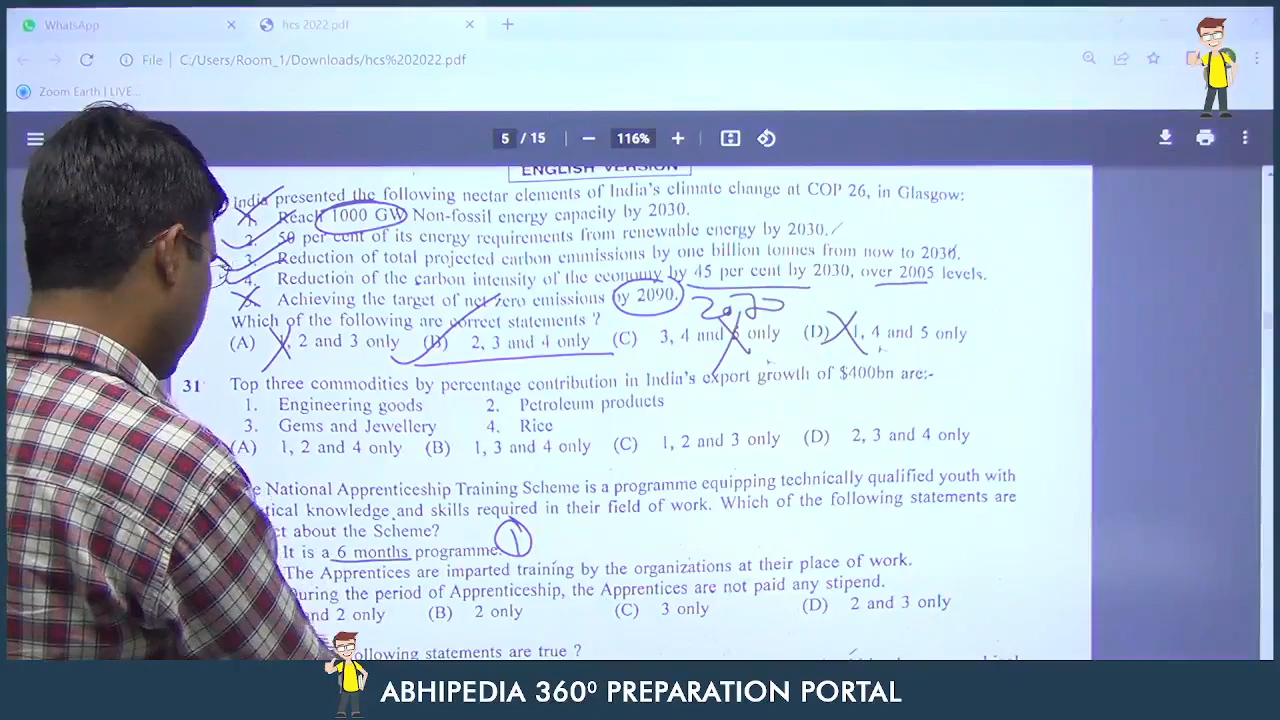 WhatsApp
hcs 2022.pdf
File C:/Users/Room_1/Downloads/hcs%202022.pdf
Zoom Earth | LIVE...
5 / 15 116%
ENGLISH VERSION
India presented the following nectar elements of India's climate change at COP 26, in Glasgow:
1. Reach 1000 GW Non-fossil energy capacity by 2030.
2. 50 per cent of its energy requirements from renewable energy by 2030.
3. Reduction of total projected carbon emmissions by one billion tonnes from now to 2030.
4. Reduction of the carbon intensity of the economy by 45 per cent by 2030, over 2005 levels.
Achieving the target of net zero emissions by 2090.
2070
Which of the following are correct statements ?
(A) 1, 2 and 3 only (B) 2, 3 and 4 only (C) 3, 4 and 5 only (D) 1, 4 and 5 only
31 Top three commodities by percentage contribution in India's export growth of $400bn are:-
1. Engineering goods 2. Petroleum products
3. Gems and Jewellery 4. Rice
(A) 1, 2 and 4 only (B) 1, 3 and 4 only (C) 1, 2 and 3 only (D) 2, 3 and 4 only
National Apprenticeship Training Scheme is a programme equipping technically qualified youth with
knowledge and skills required in their field of work. Which of the following statements are
about the Scheme?
It is a 6 months programme. 1
The Apprentices are imparted training by the organizations at their place of work.
During the period of Apprenticeship, the Apprentices are not paid any stipend.
and 2 only (B) 2 only (C) 3 only (D) 2 and 3 only
following statements are true ?
ABHIPEDIA 360⁰ PREPARATION PORTAL